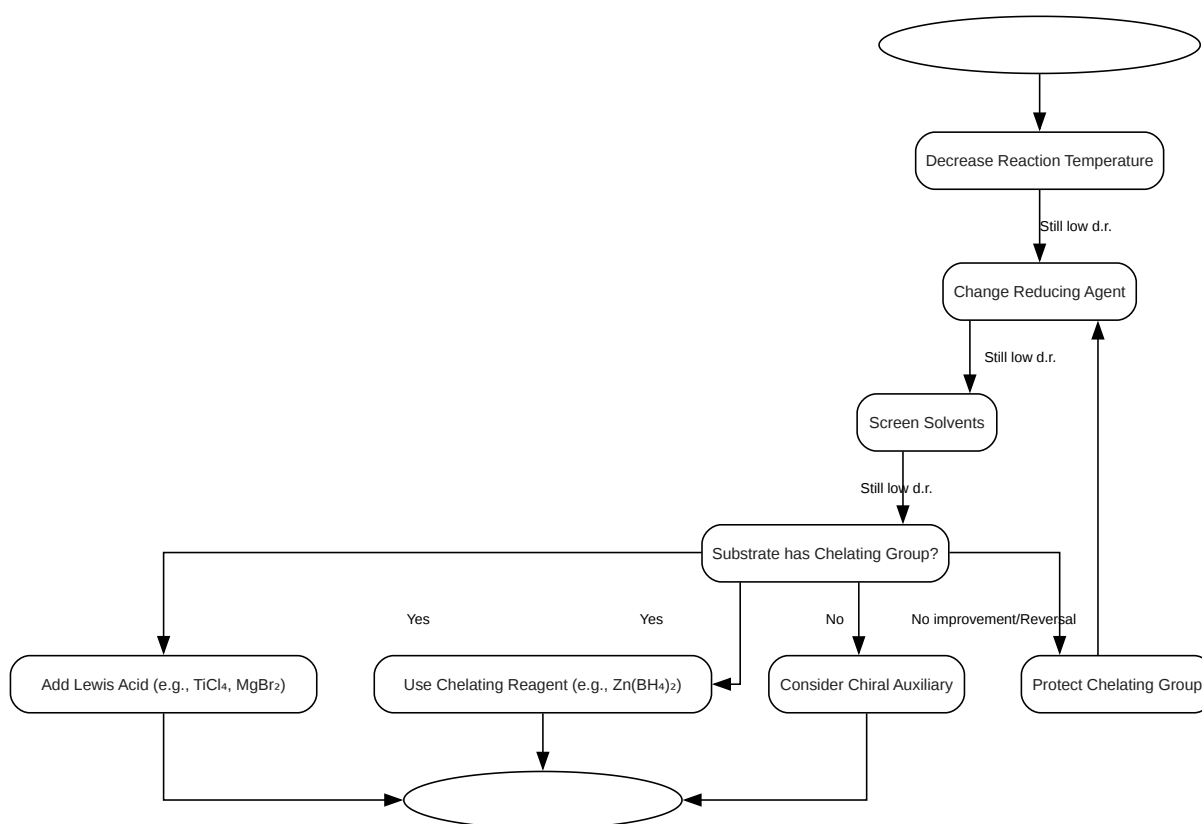 Decrease Reaction Temperature
Still low d.r.
Change Reducing Agent
Still low d.r.
Screen Solvents
Still low d.r.
Substrate has Chelating Group?
Yes
Yes
No
No improvement/Reversal
Add Lewis Acid (e.g., TiCl₄, MgBr₂)
Use Chelating Reagent (e.g., Zn(BH₄)₂)
Consider Chiral Auxiliary
Protect Chelating Group